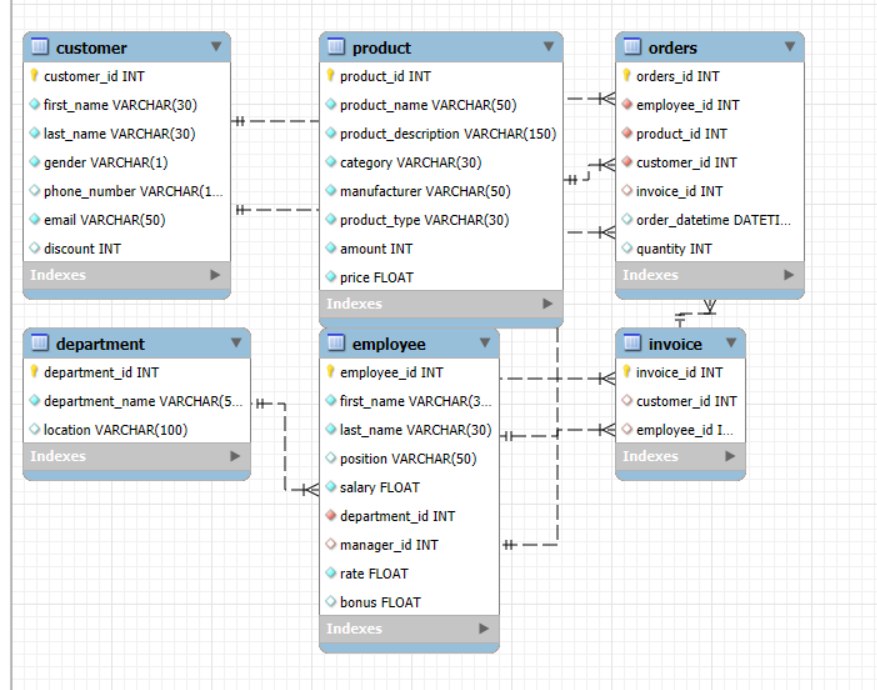 customer
customer_id INT
first_name VARCHAR(30)
last_name VARCHAR(30)
gender VARCHAR(1)
phone_number VARCHAR(1...
email VARCHAR(50)
discount INT
Indexes
product
product_id INT
product_name VARCHAR(50)
product_description VARCHAR(150)
category VARCHAR(30)
manufacturer VARCHAR(50)
product_type VARCHAR(30)
amount INT
price FLOAT
Indexes
orders
orders_id INT
employee_id INT
product_id INT
customer_id INT
invoice_id INT
order_datetime DATETI...
quantity INT
Indexes
department
department_id INT
department_name VARCHAR(5...
location VARCHAR(100)
Indexes
employee
employee_id INT
first_name VARCHAR(3...
last_name VARCHAR(30)
position VARCHAR(50)
salary FLOAT
department_id INT
manager_id INT
rate FLOAT
bonus FLOAT
Indexes
invoice
invoice_id INT
customer_id INT
employee_id I...
Indexes